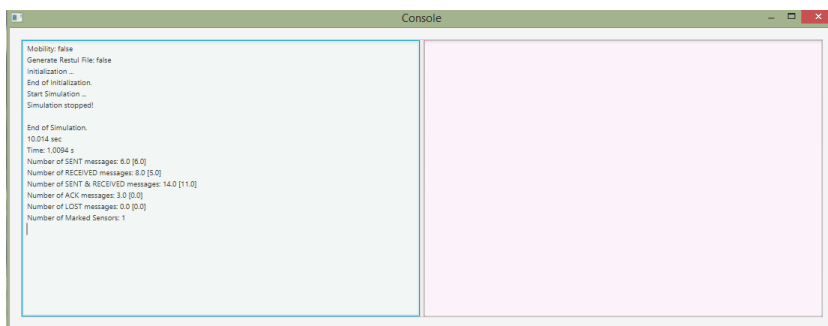 Console
Mobility: false
Generate Restul File: false
Initialization ...
End of Initialization.
Start Simulation ...
Simulation stopped!
End of Simulation.
10.014 sec
Time: 1,0094 s
Number of SENT messages: 6.0 [6.0]
Number of RECEIVED messages: 8.0 [5.0]
Number of SENT & RECEIVED messages: 14.0 [11.0]
Number of ACK messages: 3.0 [0.0]
Number of LOST messages: 0.0 [0.0]
Number of Marked Sensors: 1